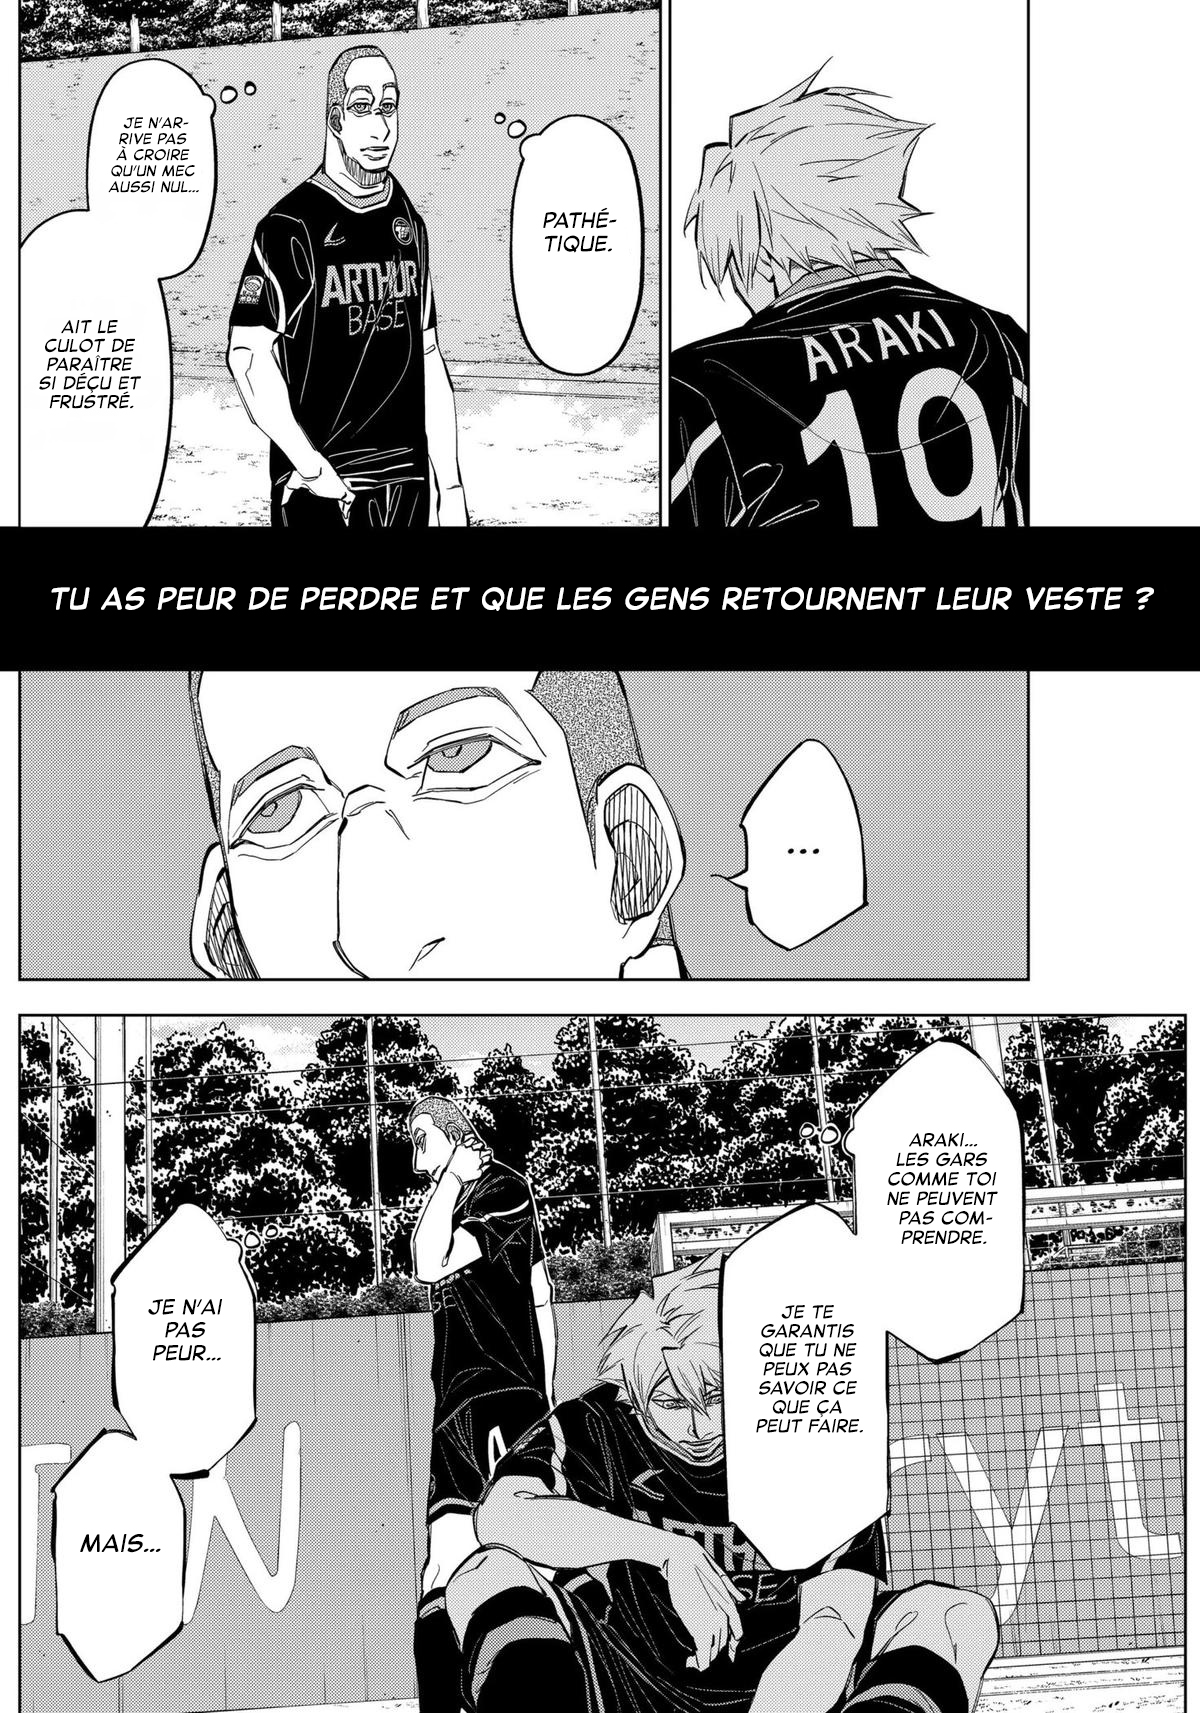 ARAKI
19
PATHÉ-
TIQUE.
JE N'AR-
RIVE PAS
À CROIRE
QU'UN MEC
AUSSI NUL...
AIT LE
CULOT DE
PARAÎTRE
SI DÉÇU ET
FRUSTRÉ.
ARTHUR
BASE
TU AS PEUR DE PERDRE ET QUE LES GENS RETOURNENT LEUR VESTE ?
...
ARAKI...
LES GARS
COMME TOI
NE PEUVENT
PAS COM-
PRENDRE.
JE TE
GARANTIS
QUE TU NE
PEUX PAS
SAVOIR CE
QUE ÇA
PEUT FAIRE.
JE N'AI
PAS
PEUR...
MAIS...